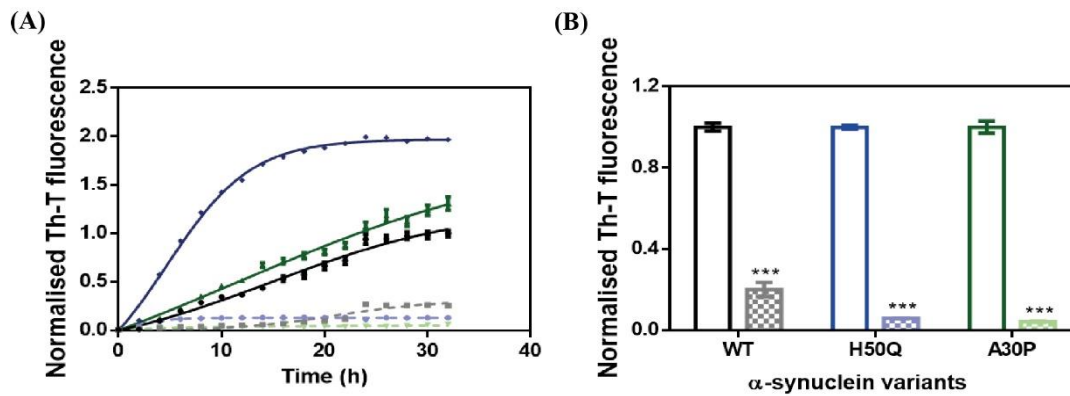 (A)
Normalised Th-T fluorescence
2.5
2.0
1.5
1.0
0.5
0.0
0 10 20 30 40
Time (h)
(B)
Normalised Th-T fluorescence
1.2
0.8
0.4
0.0
***
***
***
WT H50Q A30P
α-synuclein variants